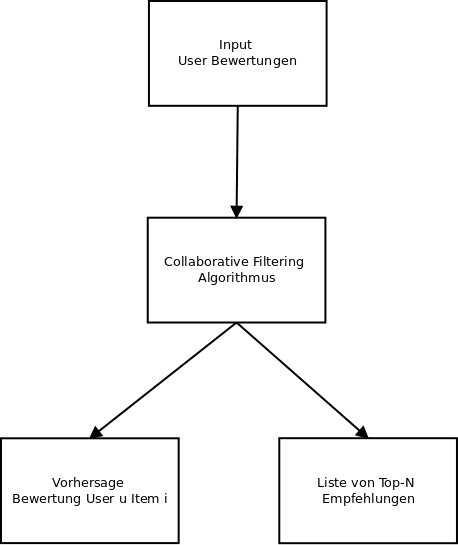 Input
User Bewertungen
Collaborative Filtering
Algorithmus
Vorhersage
Bewertung User u Item i
Liste von Top-N
Empfehlungen